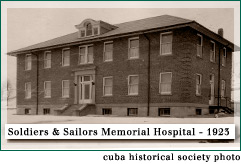 Soldiers & Sailors Memorial Hospital - 1923
cuba historical society photo